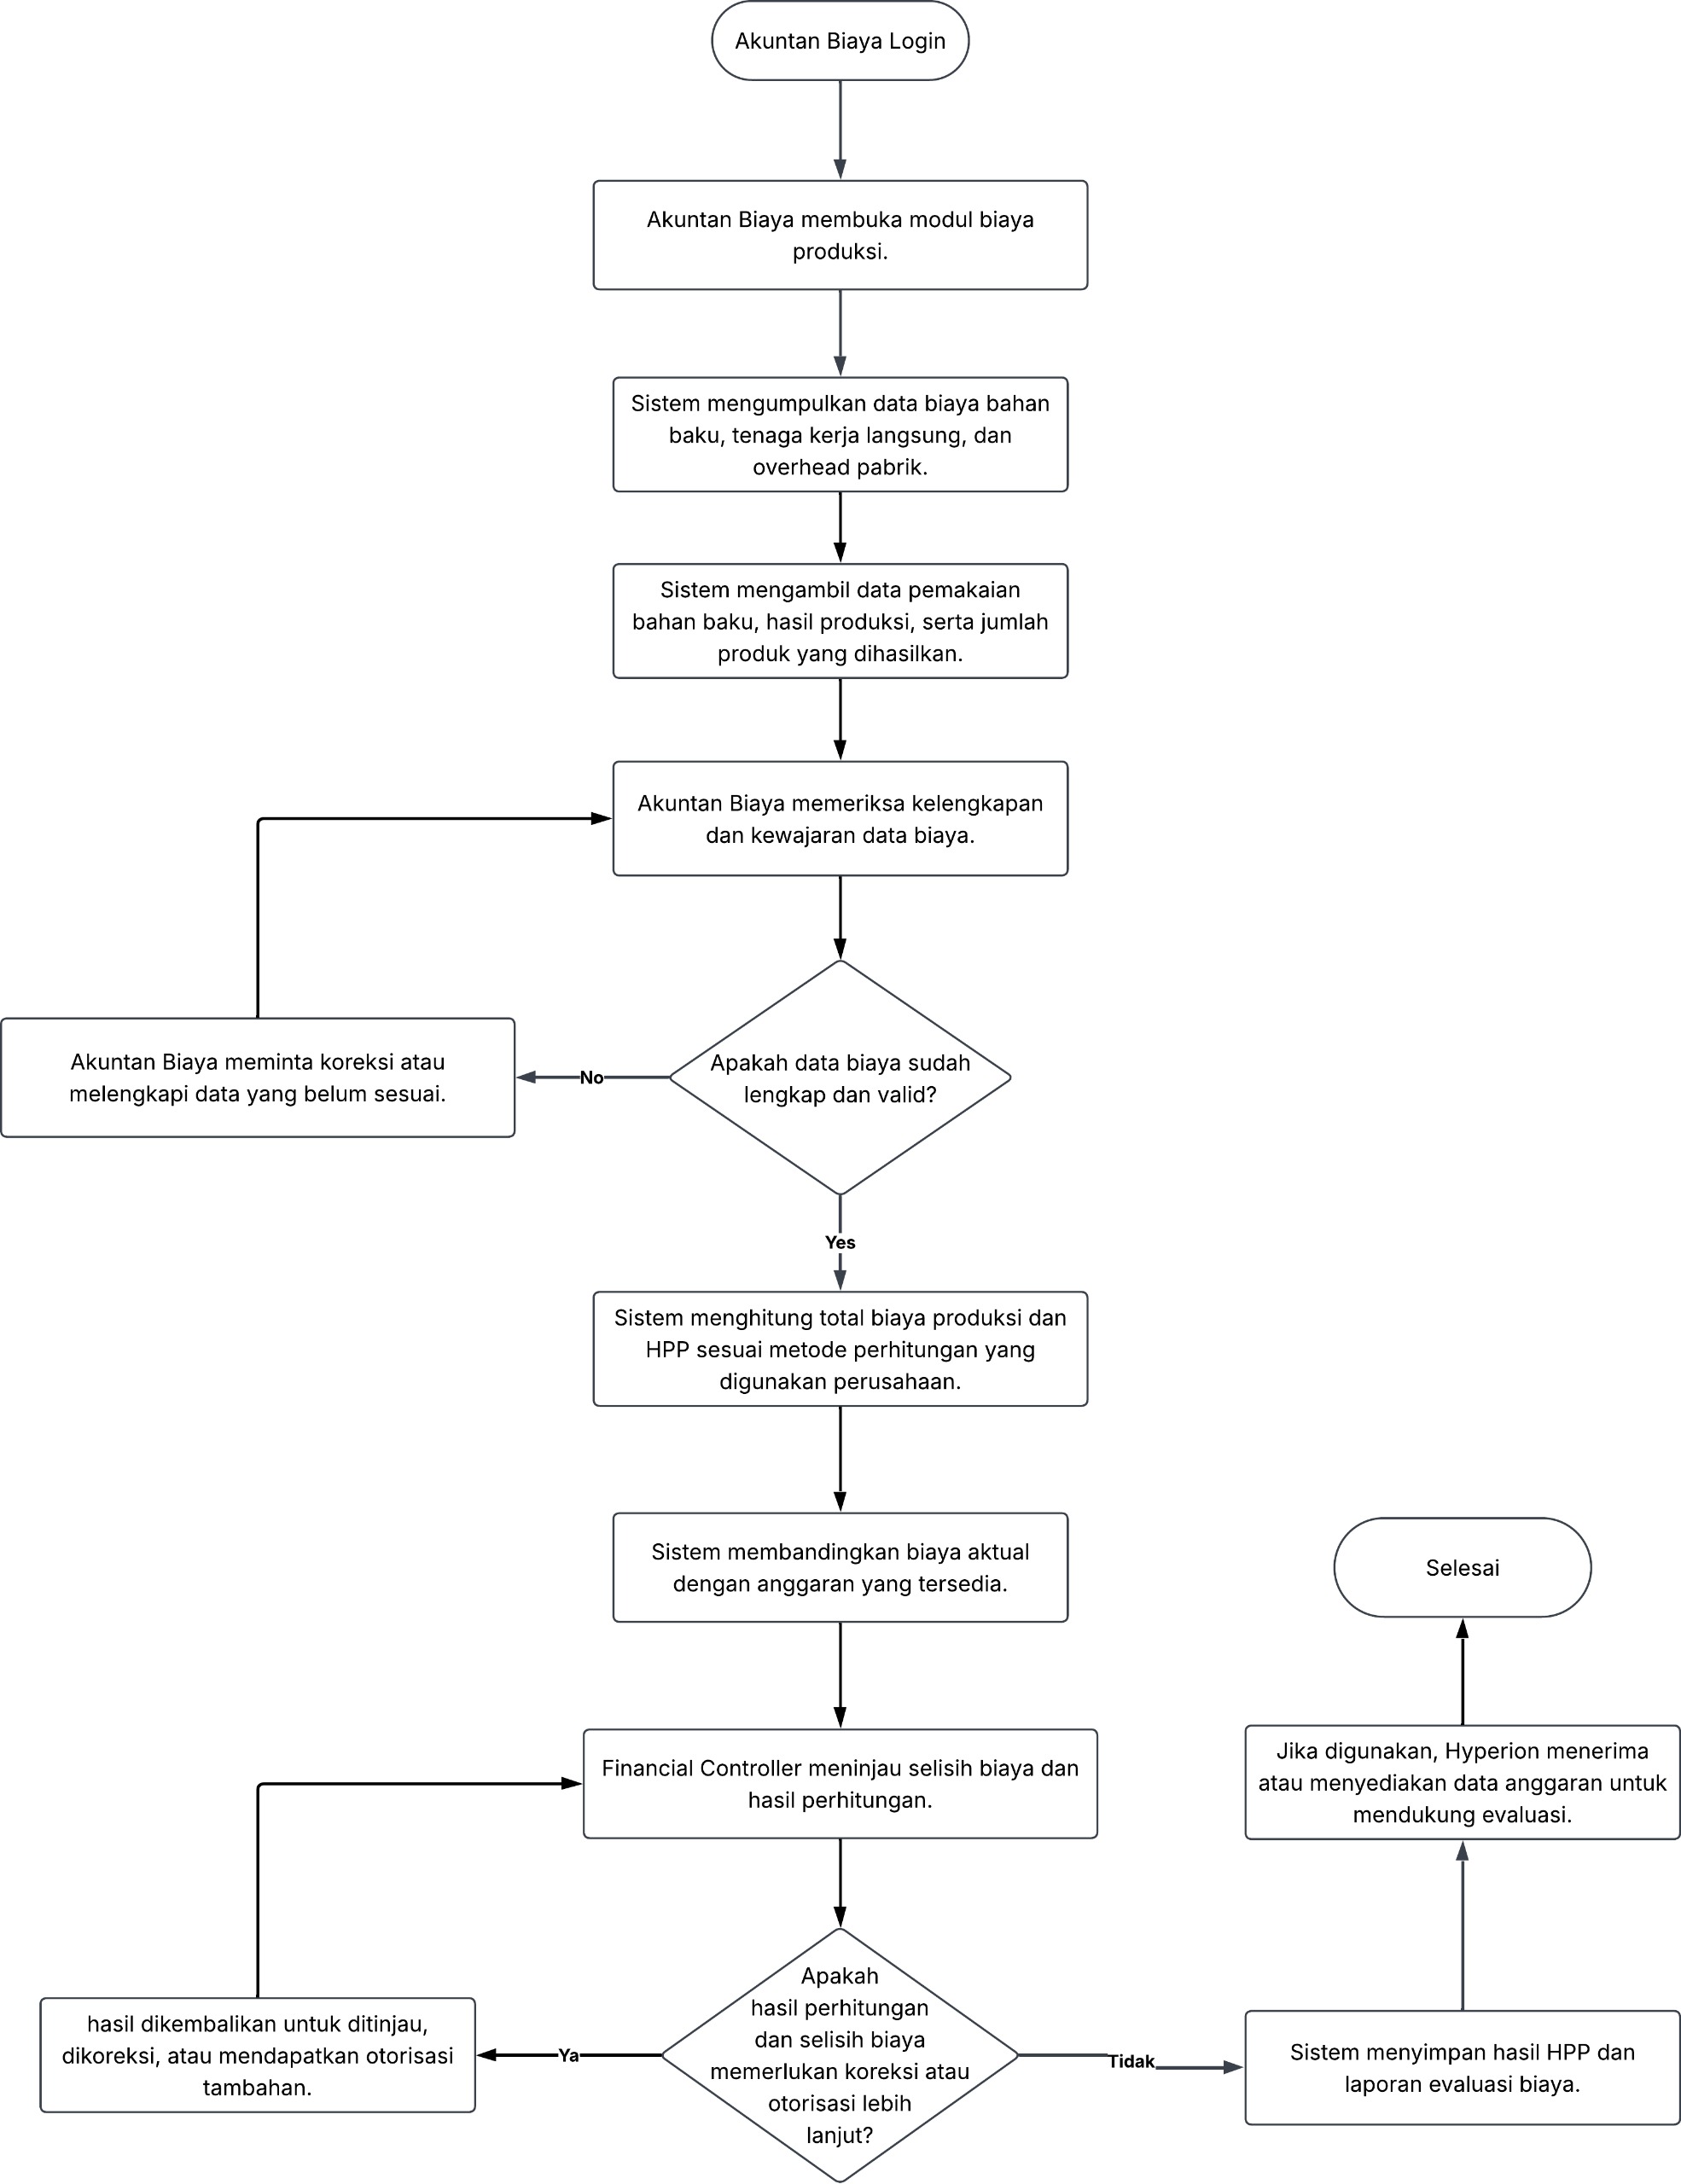 Akuntan Biaya Login
Akuntan Biaya membuka modul biaya
produksi.
Sistem mengumpulkan data biaya bahan
baku, tenaga kerja langsung, dan
overhead pabrik.
Sistem mengambil data pemakaian
bahan baku, hasil produksi, serta jumlah
produk yang dihasilkan.
Akuntan Biaya memeriksa kelengkapan
dan kewajaran data biaya.
Apakah data biaya sudah
lengkap dan valid?
No
Akuntan Biaya meminta koreksi atau
melengkapi data yang belum sesuai.
Yes
Sistem menghitung total biaya produksi dan
HPP sesuai metode perhitungan yang
digunakan perusahaan.
Sistem membandingkan biaya aktual
dengan anggaran yang tersedia.
Financial Controller meninjau selisih biaya dan
hasil perhitungan.
Apakah
hasil perhitungan
dan selisih biaya
memerlukan koreksi atau
otorisasi lebih
lanjut?
Ya
hasil dikembalikan untuk ditinjau,
dikoreksi, atau mendapatkan otorisasi
tambahan.
Tidak
Sistem menyimpan hasil HPP dan
laporan evaluasi biaya.
Jika digunakan, Hyperion menerima
atau menyediakan data anggaran untuk
mendukung evaluasi.
Selesai